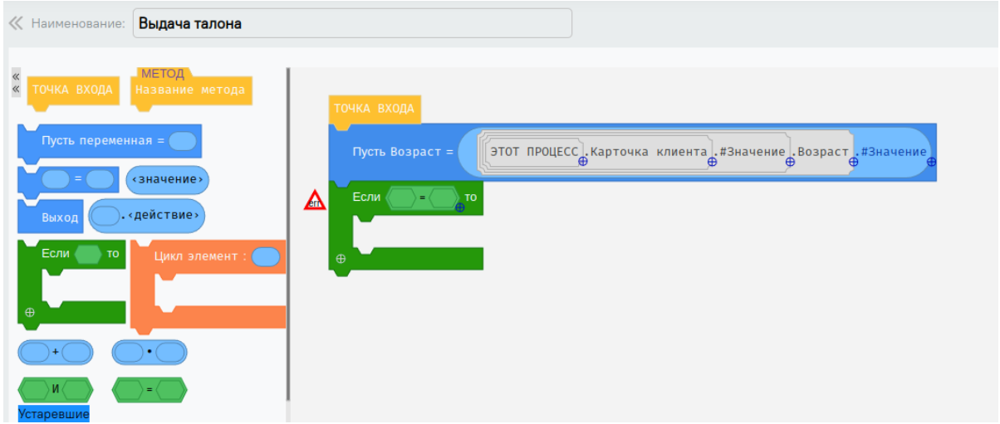 « Наименование: Выдача талона
«
«
ТОЧКА ВХОДА
МЕТОД
Название метода
Пусть переменная =
=
‹значение›
Выход
.‹действие›
Если то
Цикл элемент :
⊕
+
•
И
=
Устаревшие
ТОЧКА ВХОДА
Пусть Возраст = ЭТОТ ПРОЦЕСС.Карточка клиента.#Значение.Возраст.#Значение
err
Если = то
⊕